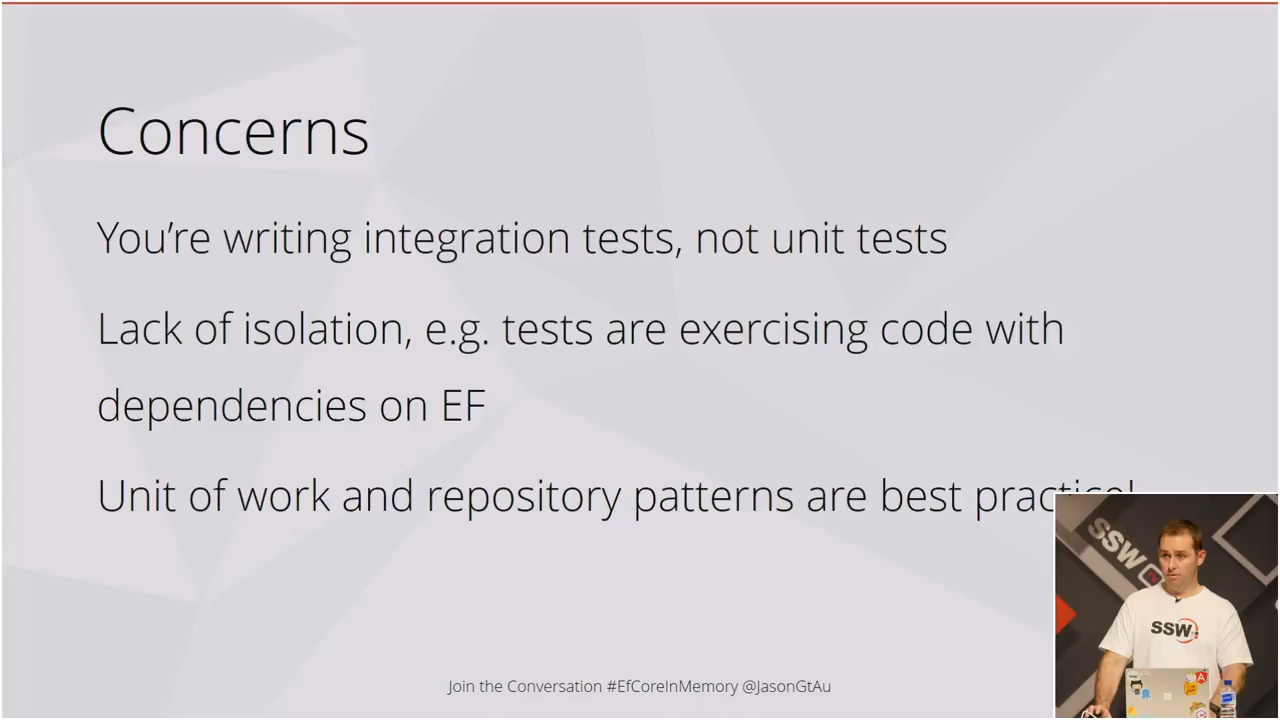 Concerns
You're writing integration tests, not unit tests
Lack of isolation, e.g. tests are exercising code with
dependencies on EF
Unit of work and repository patterns are best practice!
SSW
SSW
Join the Conversation #EfCoreInMemory @JasonGtAu